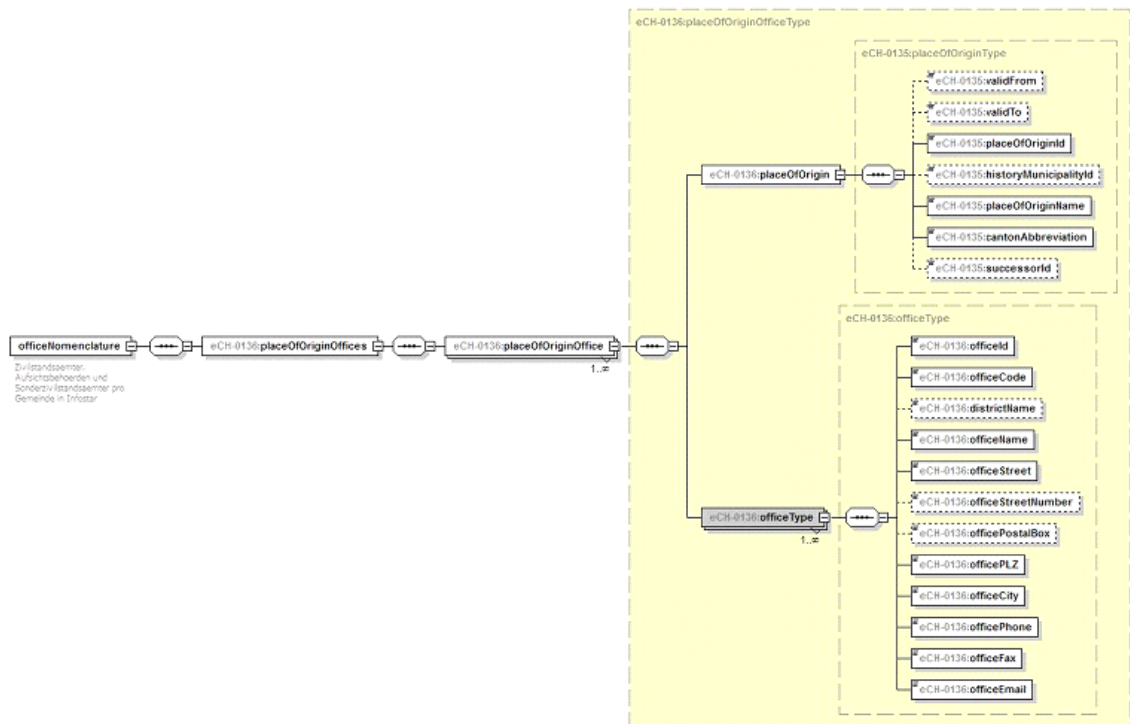 eCH-0136:placeOfOriginOfficeType
eCH-0135:placeOfOriginType
eCH-0135:validFrom
eCH-0135:validTo
eCH-0135:placeOfOriginId
eCH-0136:placeOfOrigin
eCH-0135:historyMunicipalityId
eCH-0135:placeOfOriginName
eCH-0135:cantonAbbreviation
eCH-0135:successorId
officeNomenclature
Zivilstandsaemter,
Aufsichtsbehoerden und
Sonderzivilstandsaemter pro
Gemeinde in Infostar
eCH-0136:placeOfOriginOffices
eCH-0136:placeOfOriginOffice
1..∞
eCH-0136:officeType
eCH-0136:officeId
eCH-0136:officeCode
eCH-0136:districtName
eCH-0136:officeName
eCH-0136:officeStreet
eCH-0136:officeStreetNumber
eCH-0136:officeType
1..∞
eCH-0136:officePostalBox
eCH-0136:officePLZ
eCH-0136:officeCity
eCH-0136:officePhone
eCH-0136:officeFax
eCH-0136:officeEmail